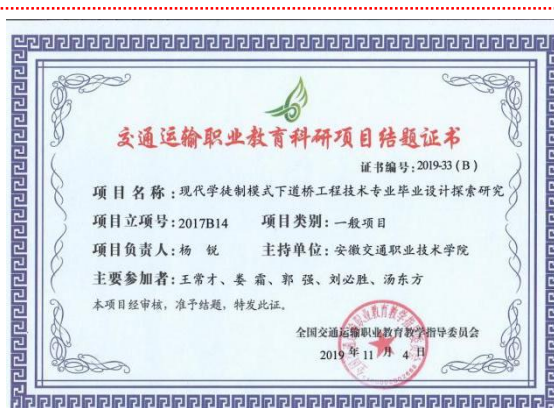 交通运输职业教育科研项目结题证书
证书编号:2019-33(B)
项目名称:现代学徒制模式下道桥工程技术专业毕业设计探索研究
项目立项号:2017B14 项目类别:一般项目
项目负责人:杨 锐 主持单位:安徽交通职业技术学院
主要参加者:王常才、娄 霜、郭 强、刘必胜、汤东方
本项目经审核,准予结题,特发此证。
全国交通运输职业教育教学指导委员会
2019 年 11 月 4 日